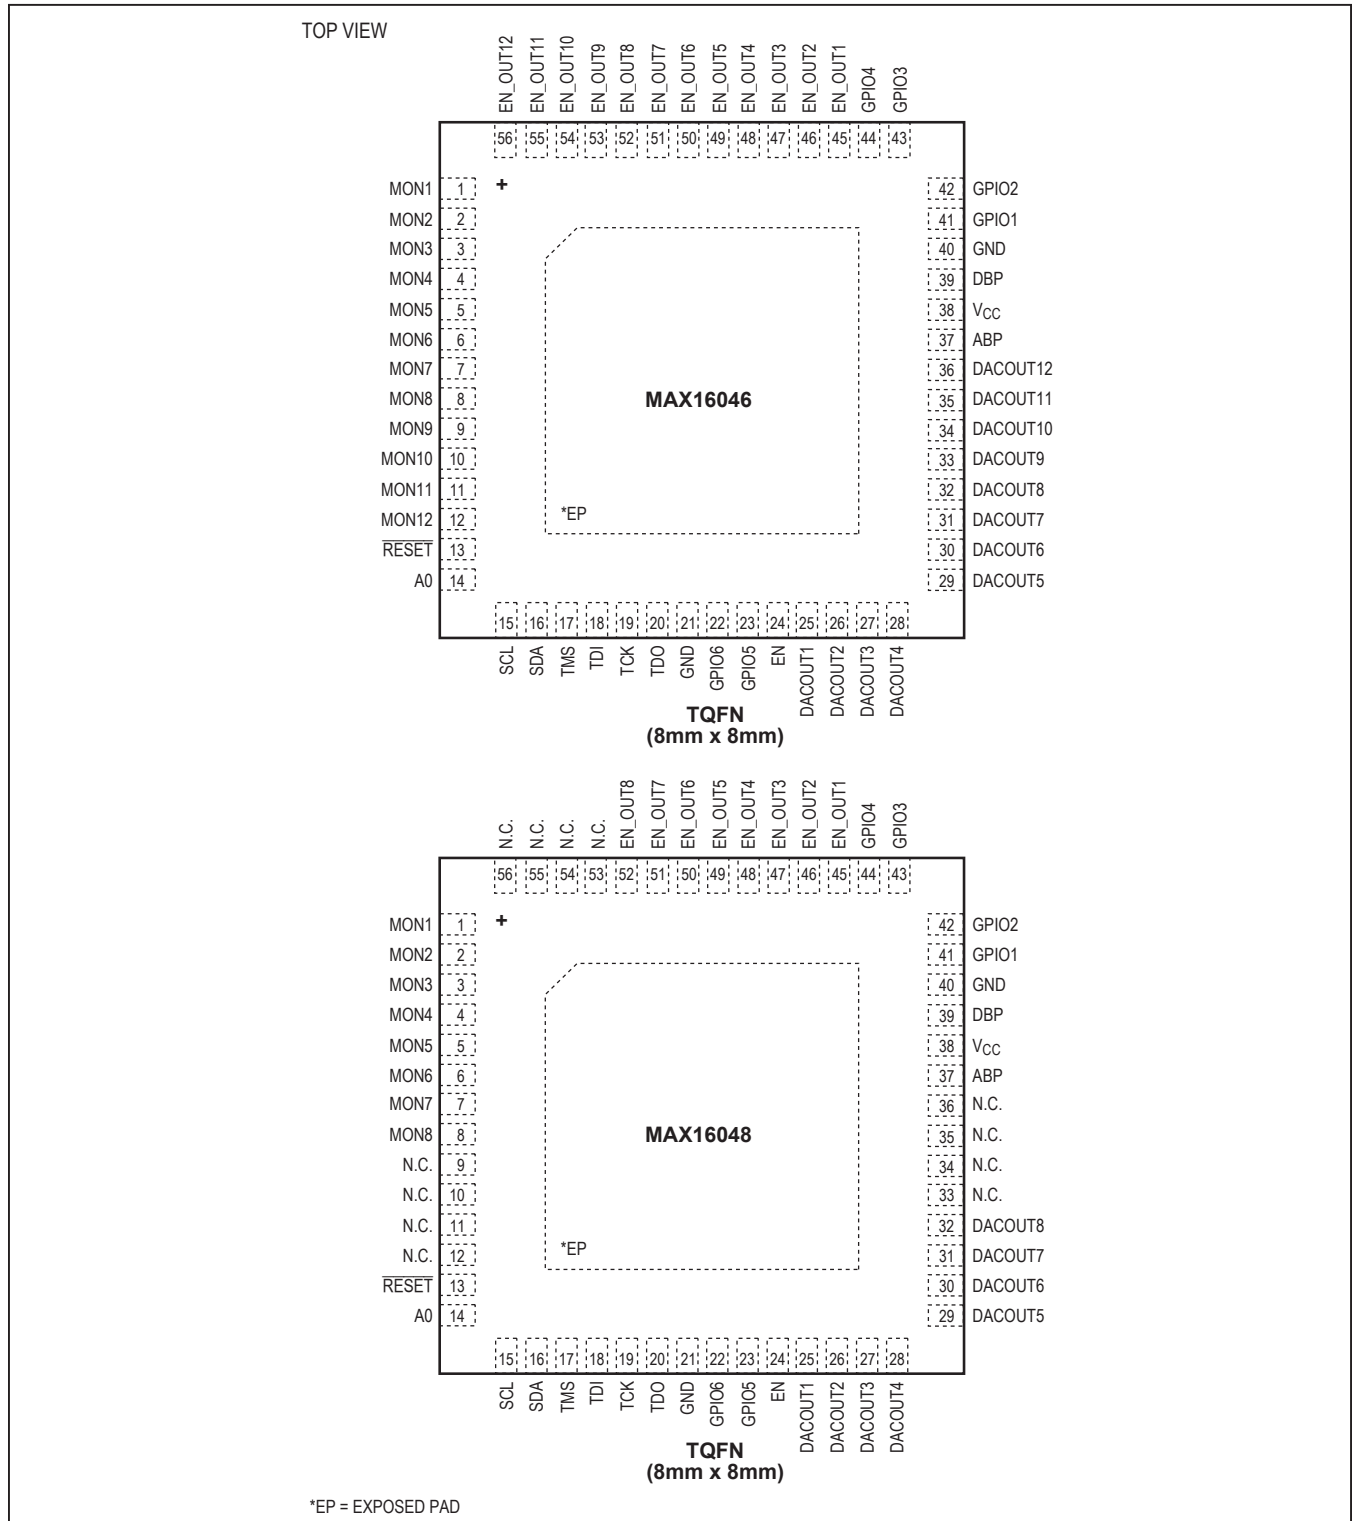 TOP VIEW
EN_OUT12 EN_OUT11 EN_OUT10 EN_OUT9 EN_OUT8 EN_OUT7 EN_OUT6 EN_OUT5 EN_OUT4 EN_OUT3 EN_OUT2 EN_OUT1 GPIO4 GPIO3
56 55 54 53 52 51 50 49 48 47 46 45 44 43
MON1 1 + 42 GPIO2
MON2 2 41 GPIO1
MON3 3 40 GND
MON4 4 39 DBP
MON5 5 38 VCC
MON6 6 37 ABP
MON7 7 36 DACOUT12
MON8 8 MAX16046 35 DACOUT11
MON9 9 34 DACOUT10
MON10 10 33 DACOUT9
MON11 11 32 DACOUT8
MON12 12 *EP 31 DACOUT7
RESET 13 30 DACOUT6
A0 14 29 DACOUT5
15 16 17 18 19 20 21 22 23 24 25 26 27 28
SCL SDA TMS TDI TCK TDO GND GPIO6 GPIO5 EN DACOUT1 DACOUT2 DACOUT3 DACOUT4
TQFN
(8mm x 8mm)
N.C. N.C. N.C. N.C. EN_OUT8 EN_OUT7 EN_OUT6 EN_OUT5 EN_OUT4 EN_OUT3 EN_OUT2 EN_OUT1 GPIO4 GPIO3
56 55 54 53 52 51 50 49 48 47 46 45 44 43
MON1 1 + 42 GPIO2
MON2 2 41 GPIO1
MON3 3 40 GND
MON4 4 39 DBP
MON5 5 38 VCC
MON6 6 37 ABP
MON7 7 36 N.C.
MON8 8 MAX16048 35 N.C.
N.C. 9 34 N.C.
N.C. 10 33 N.C.
N.C. 11 32 DACOUT8
N.C. 12 *EP 31 DACOUT7
RESET 13 30 DACOUT6
A0 14 29 DACOUT5
15 16 17 18 19 20 21 22 23 24 25 26 27 28
SCL SDA TMS TDI TCK TDO GND GPIO6 GPIO5 EN DACOUT1 DACOUT2 DACOUT3 DACOUT4
TQFN
(8mm x 8mm)
*EP = EXPOSED PAD